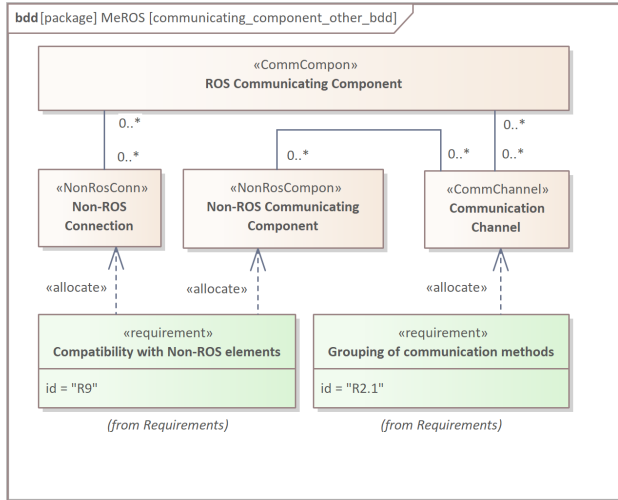 bdd [package] MeROS [communicating_component_other_bdd]
«CommCompon»
ROS Communicating Component
0..*
0..*
0..*
0..*
0..*
0..*
«NonRosConn»
Non-ROS
Connection
«NonRosCompon»
Non-ROS Communicating
Component
«CommChannel»
Communication
Channel
«allocate»
«allocate»
«allocate»
«requirement»
Compatibility with Non-ROS elements
id = "R9"
(from Requirements)
«requirement»
Grouping of communication methods
id = "R2.1"
(from Requirements)